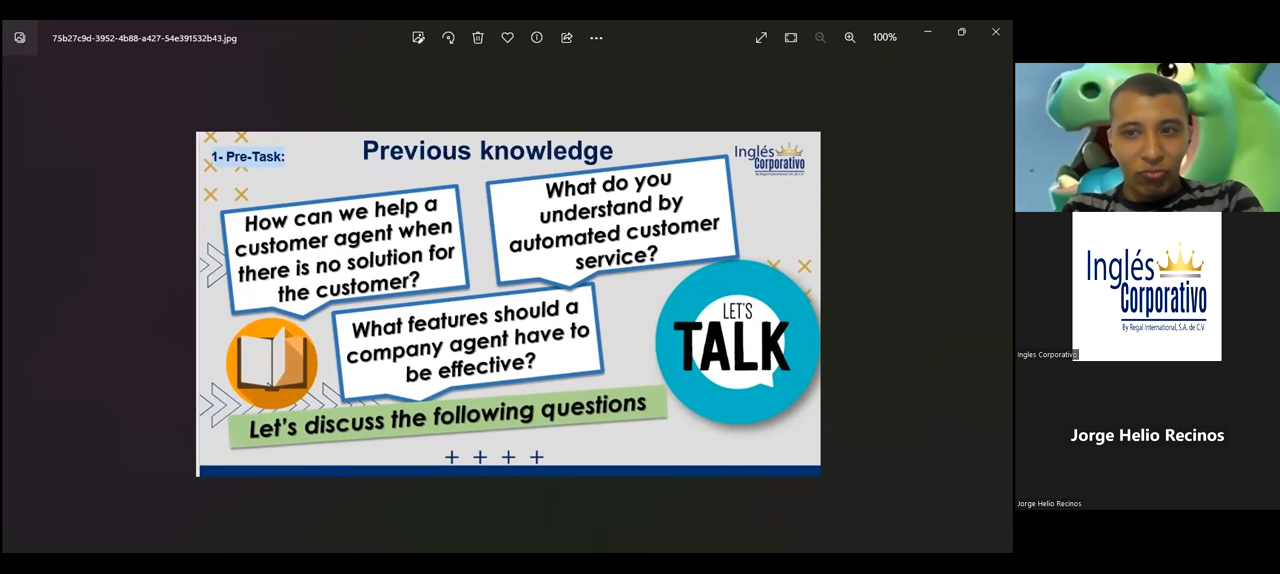 75b27c9d-3952-4b88-a427-54e391532b43.jpg
100%
1- Pre-Task:
Previous knowledge
Inglés
Corporativo
By Regal International, S.A. de C.V.
How can we help a
customer agent when
there is no solution for
the customer?
What do you
understand by
automated customer
service?
What features should a
company agent have to
be effective?
LET'S
TALK
Let's discuss the following questions
Inglés
Corporativo
By Regal International, S.A. de C.V.
Ingles Corporativo
Jorge Helio Recinos
Jorge Helio Recinos